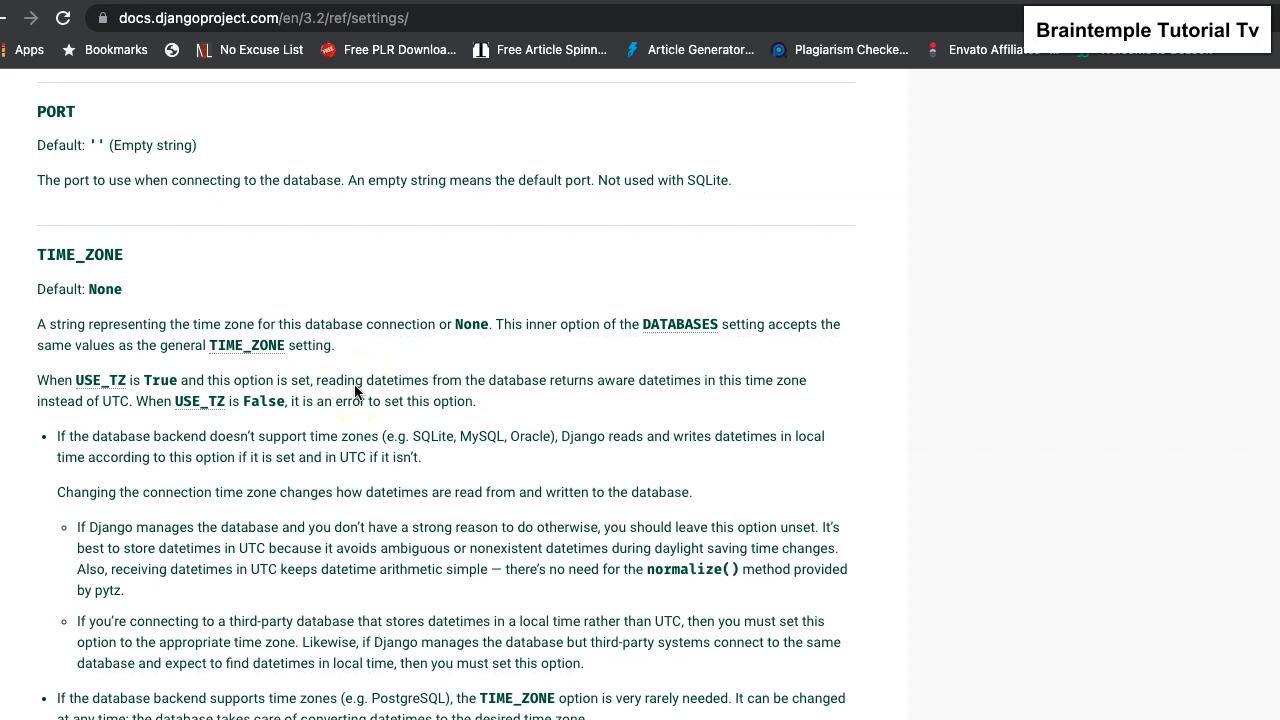 docs.djangoproject.com/en/3.2/ref/settings/
Braintemple Tutorial Tv
Apps Bookmarks No Excuse List Free PLR Downloa... Free Article Spinn... Article Generator... Plagiarism Checke... Envato Affilia
PORT
Default: '' (Empty string)
The port to use when connecting to the database. An empty string means the default port. Not used with SQLite.
TIME_ZONE
Default: None
A string representing the time zone for this database connection or None. This inner option of the DATABASES setting accepts the
same values as the general TIME_ZONE setting.
When USE_TZ is True and this option is set, reading datetimes from the database returns aware datetimes in this time zone
instead of UTC. When USE_TZ is False, it is an error to set this option.
• If the database backend doesn't support time zones (e.g. SQLite, MySQL, Oracle), Django reads and writes datetimes in local
time according to this option if it is set and in UTC if it isn't.
Changing the connection time zone changes how datetimes are read from and written to the database.
◦ If Django manages the database and you don't have a strong reason to do otherwise, you should leave this option unset. It's
best to store datetimes in UTC because it avoids ambiguous or nonexistent datetimes during daylight saving time changes.
Also, receiving datetimes in UTC keeps datetime arithmetic simple — there's no need for the normalize() method provided
by pytz.
◦ If you're connecting to a third-party database that stores datetimes in a local time rather than UTC, then you must set this
option to the appropriate time zone. Likewise, if Django manages the database but third-party systems connect to the same
database and expect to find datetimes in local time, then you must set this option.
• If the database backend supports time zones (e.g. PostgreSQL), the TIME_ZONE option is very rarely needed. It can be changed
at any time; the database takes care of converting datetimes to the desired time zone.